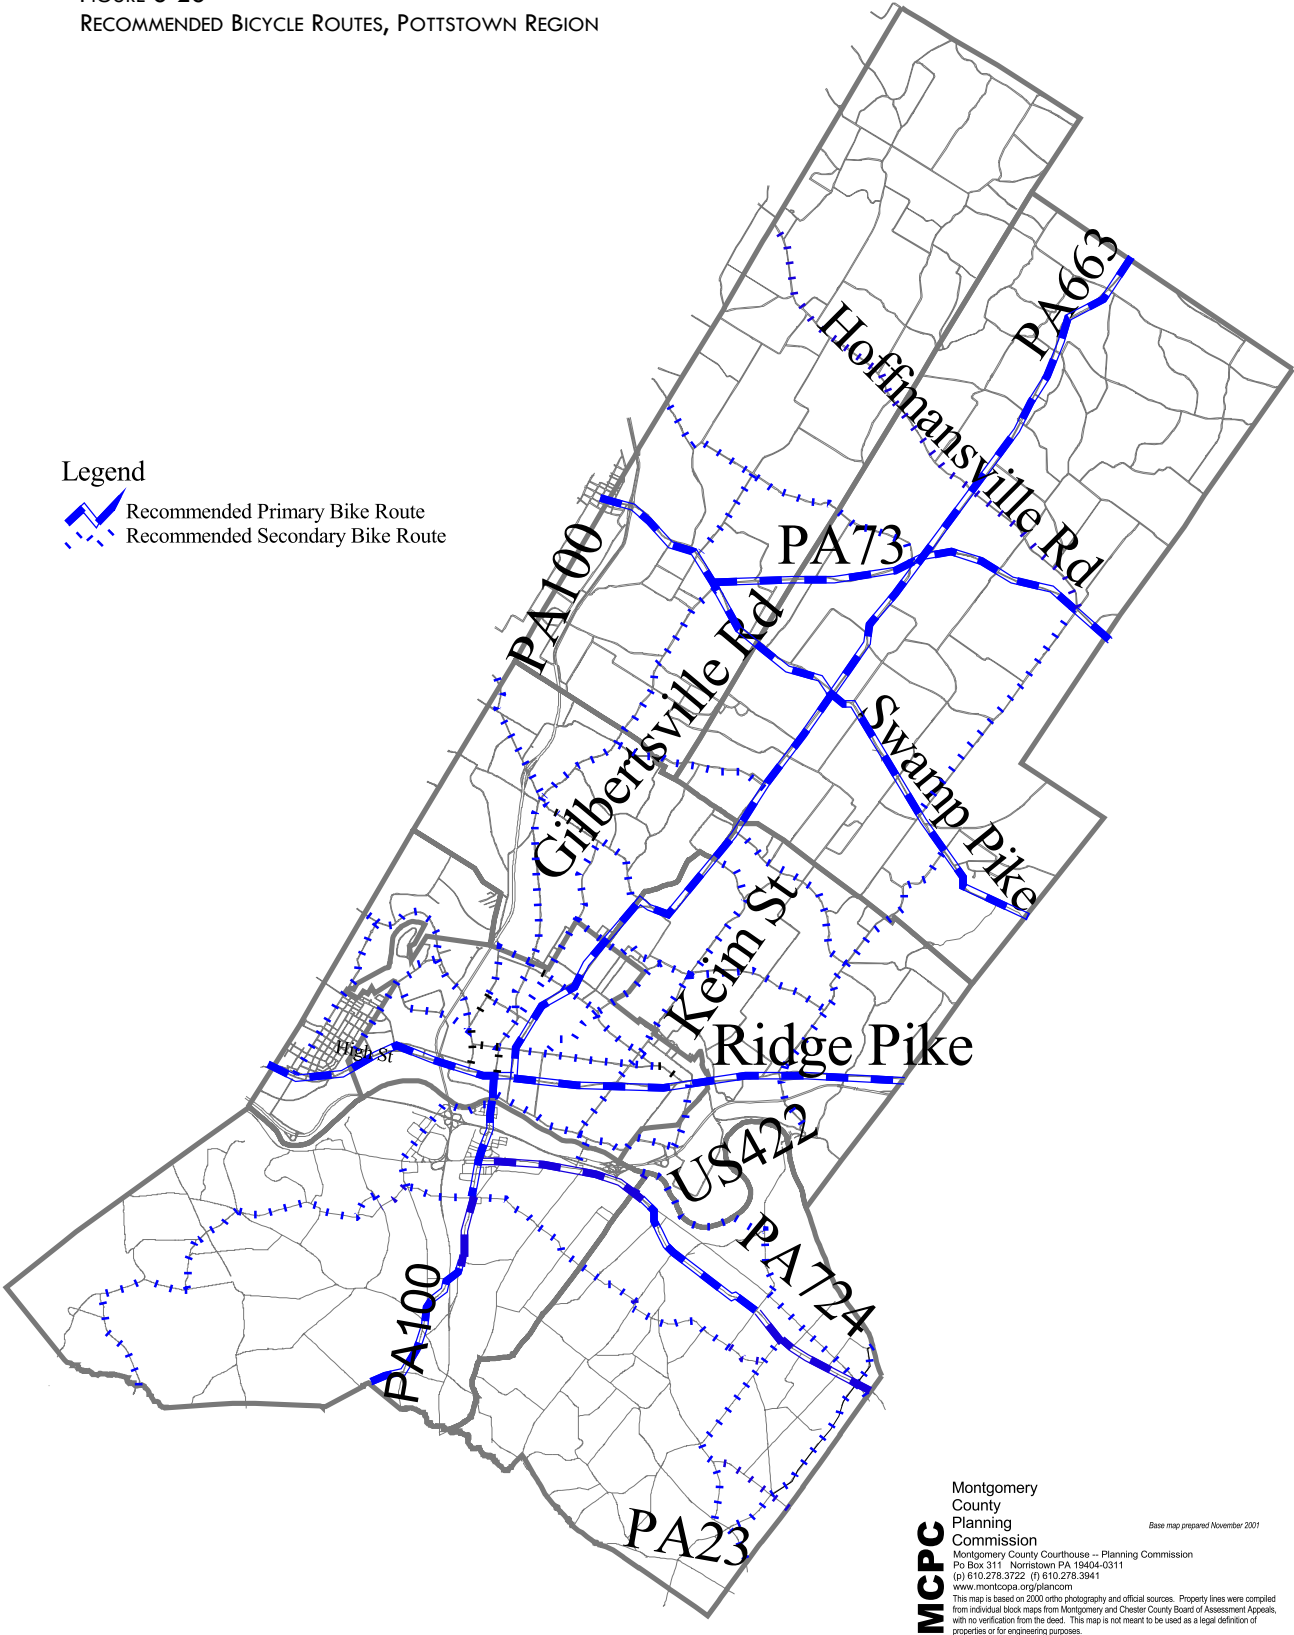 RECOMMENDED BICYCLE ROUTES, POTTSTOWN REGION
PA663
Hoffmansville Rd
Legend
Recommended Primary Bike Route
Recommended Secondary Bike Route
PA73
PA100
Gilbertsville Rd
Swamp Pike
Keim St
Ridge Pike
High St
US422
PA724
PA100
PA23
MCPC
Montgomery
County
Planning
Commission
Base map prepared November 2001
Montgomery County Courthouse -- Planning Commission
Po Box 311 Norristown PA 19404-0311
(p) 610.278.3722 (f) 610.278.3941
www.montcopa.org/plancom
This map is based on 2000 ortho photography and official sources. Property lines were compiled
from individual block maps from Montgomery and Chester County Board of Assessment Appeals,
with no verification from the deed. This map is not meant to be used as a legal definition of
properties or for engineering purposes.